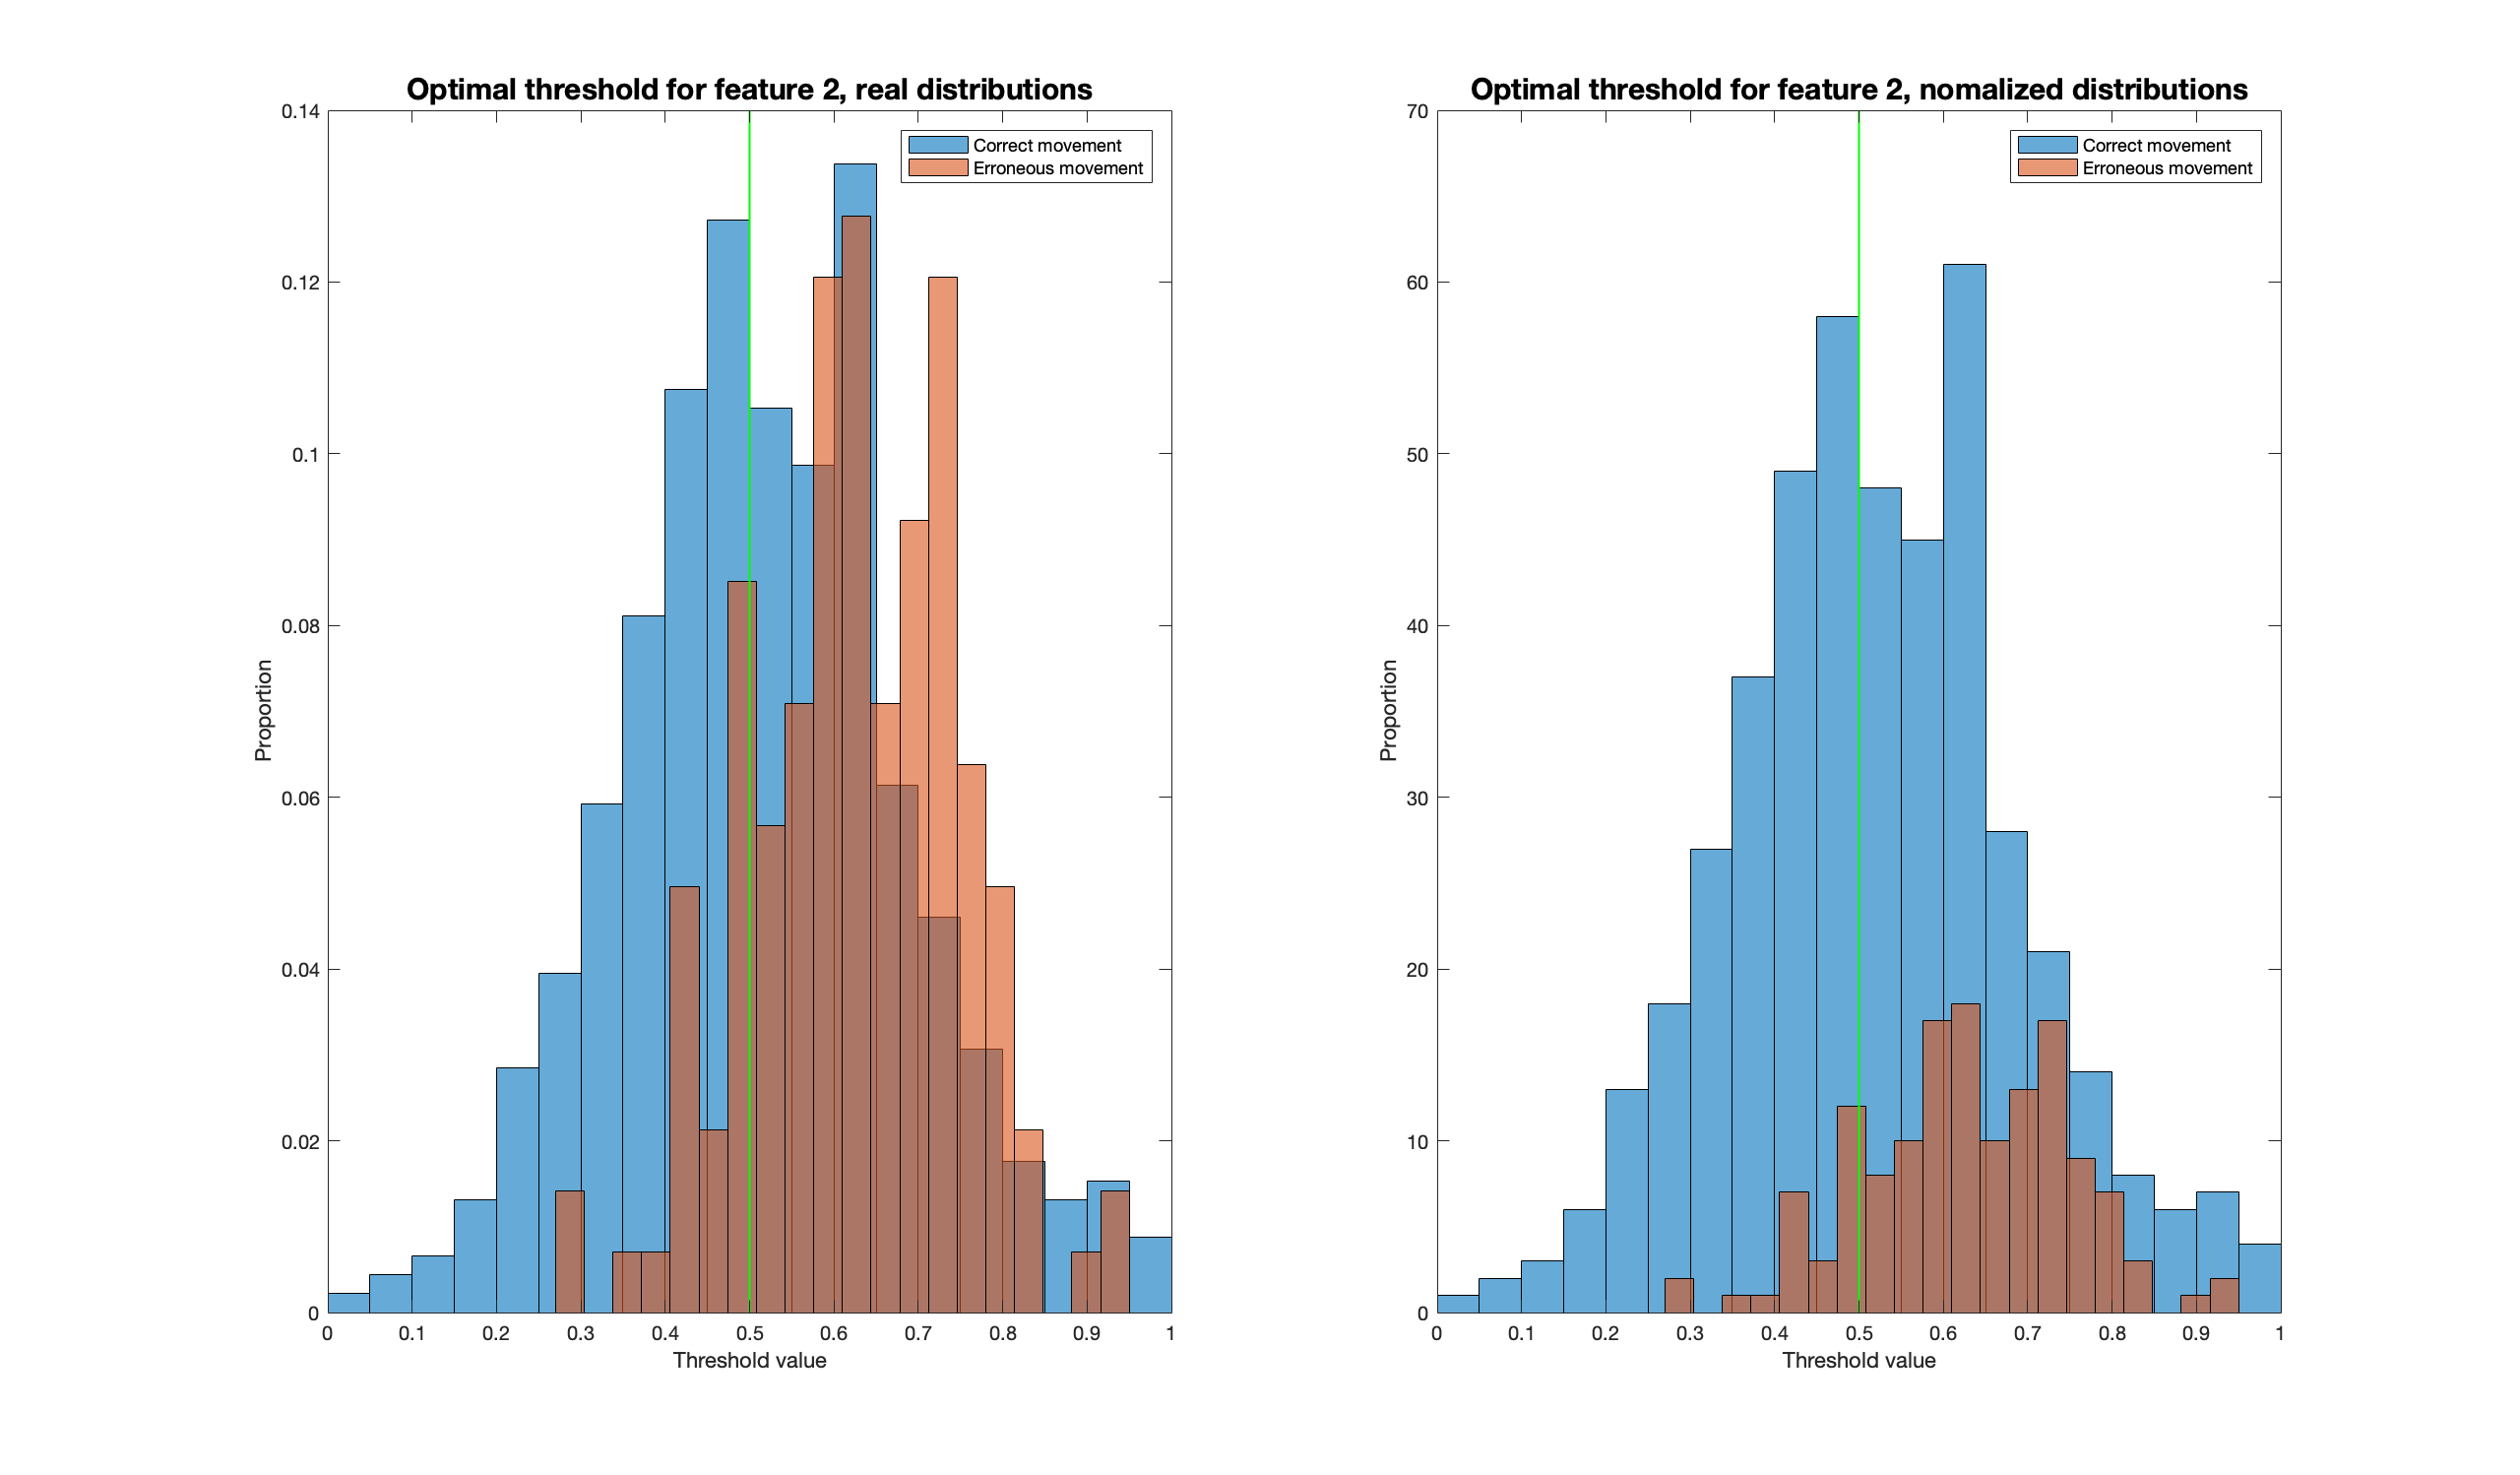 Optimal threshold for feature 2, real distributions
0.14
0.12
0.1
0.08
0.06
0.04
0.02
0
Proportion
Correct movement
Erroneous movement
0 0.1 0.2 0.3 0.4 0.5 0.6 0.7 0.8 0.9 1
Threshold value
Optimal threshold for feature 2, nomalized distributions
70
60
50
40
30
20
10
0
Proportion
Correct movement
Erroneous movement
0 0.1 0.2 0.3 0.4 0.5 0.6 0.7 0.8 0.9 1
Threshold value